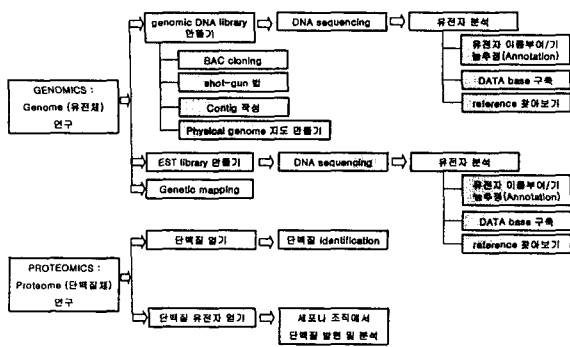 genomic DNA library
만들기
DNA sequencing
유전자 분석
BAC cloning
shot-gun 법
Contig 작성
Physical genome 지도 만들기
유전자 이름부여/기
능추정(Annotation)
DATA base 구축
reference 찾아보기
GENOMICS :
Genome (유전체)
연구
EST library 만들기
DNA sequencing
유전자 분석
Genetic mapping
유전자 이름부여/기
능추정(Annotation)
DATA base 구축
reference 찾아보기
PROTEOMICS :
Proteome (단백질체)
연구
단백질 얻기
단백질 identification
단백질 유전자 얻기
세포나 조직에서
단백질 발현 및 분석